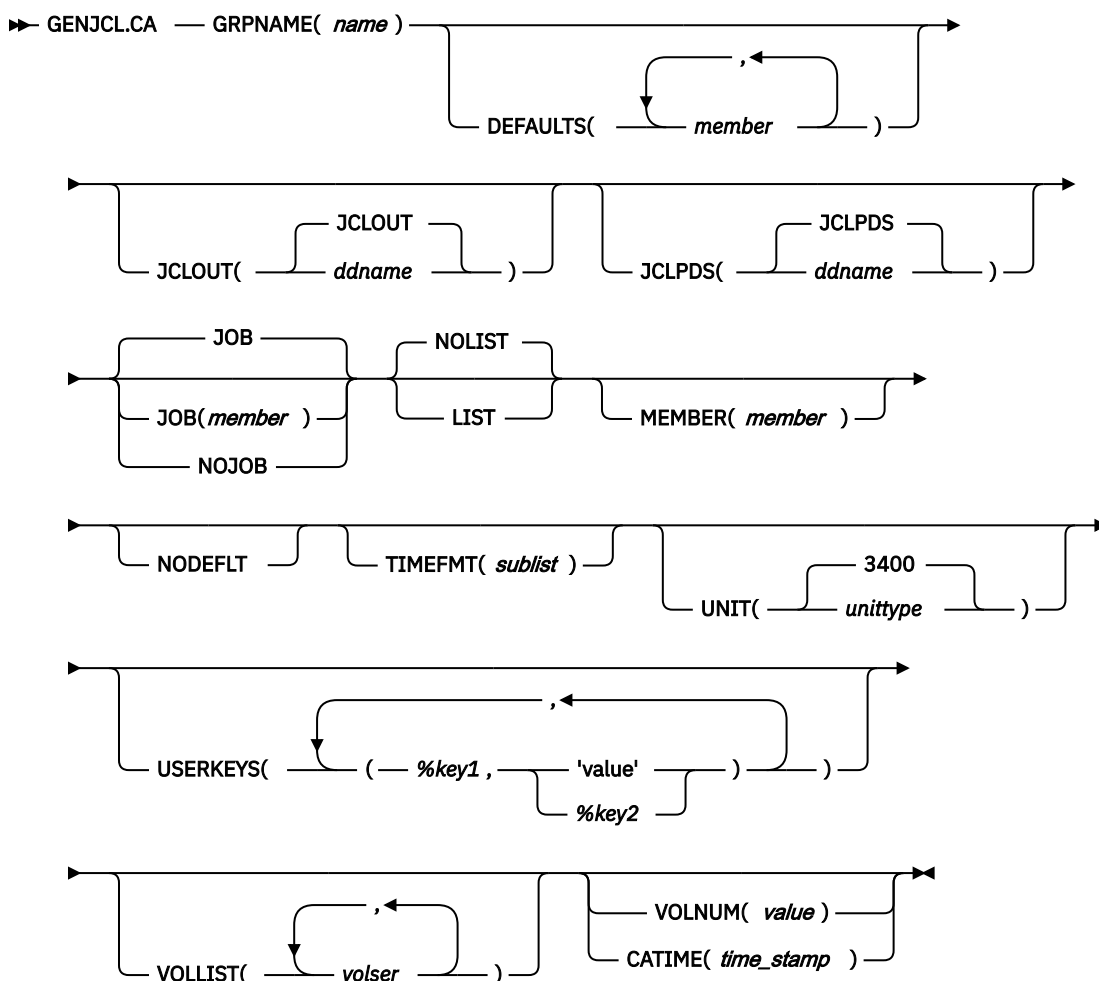 GENJCL.CA GRPNAME( name )
,
DEFAULTS( member )
JCLOUT JCLPDS
JCLOUT( ddname ) JCLPDS( ddname )
JOB NOLIST
JOB(member ) LIST MEMBER( member )
NOJOB
NODEFLT TIMEFMT( sublist ) 3400
UNIT( unittype )
,
USERKEYS( ( %key1 , 'value' ) )
%key2
,
VOLNUM( value )
VOLLIST( volser ) CATIME( time_stamp )